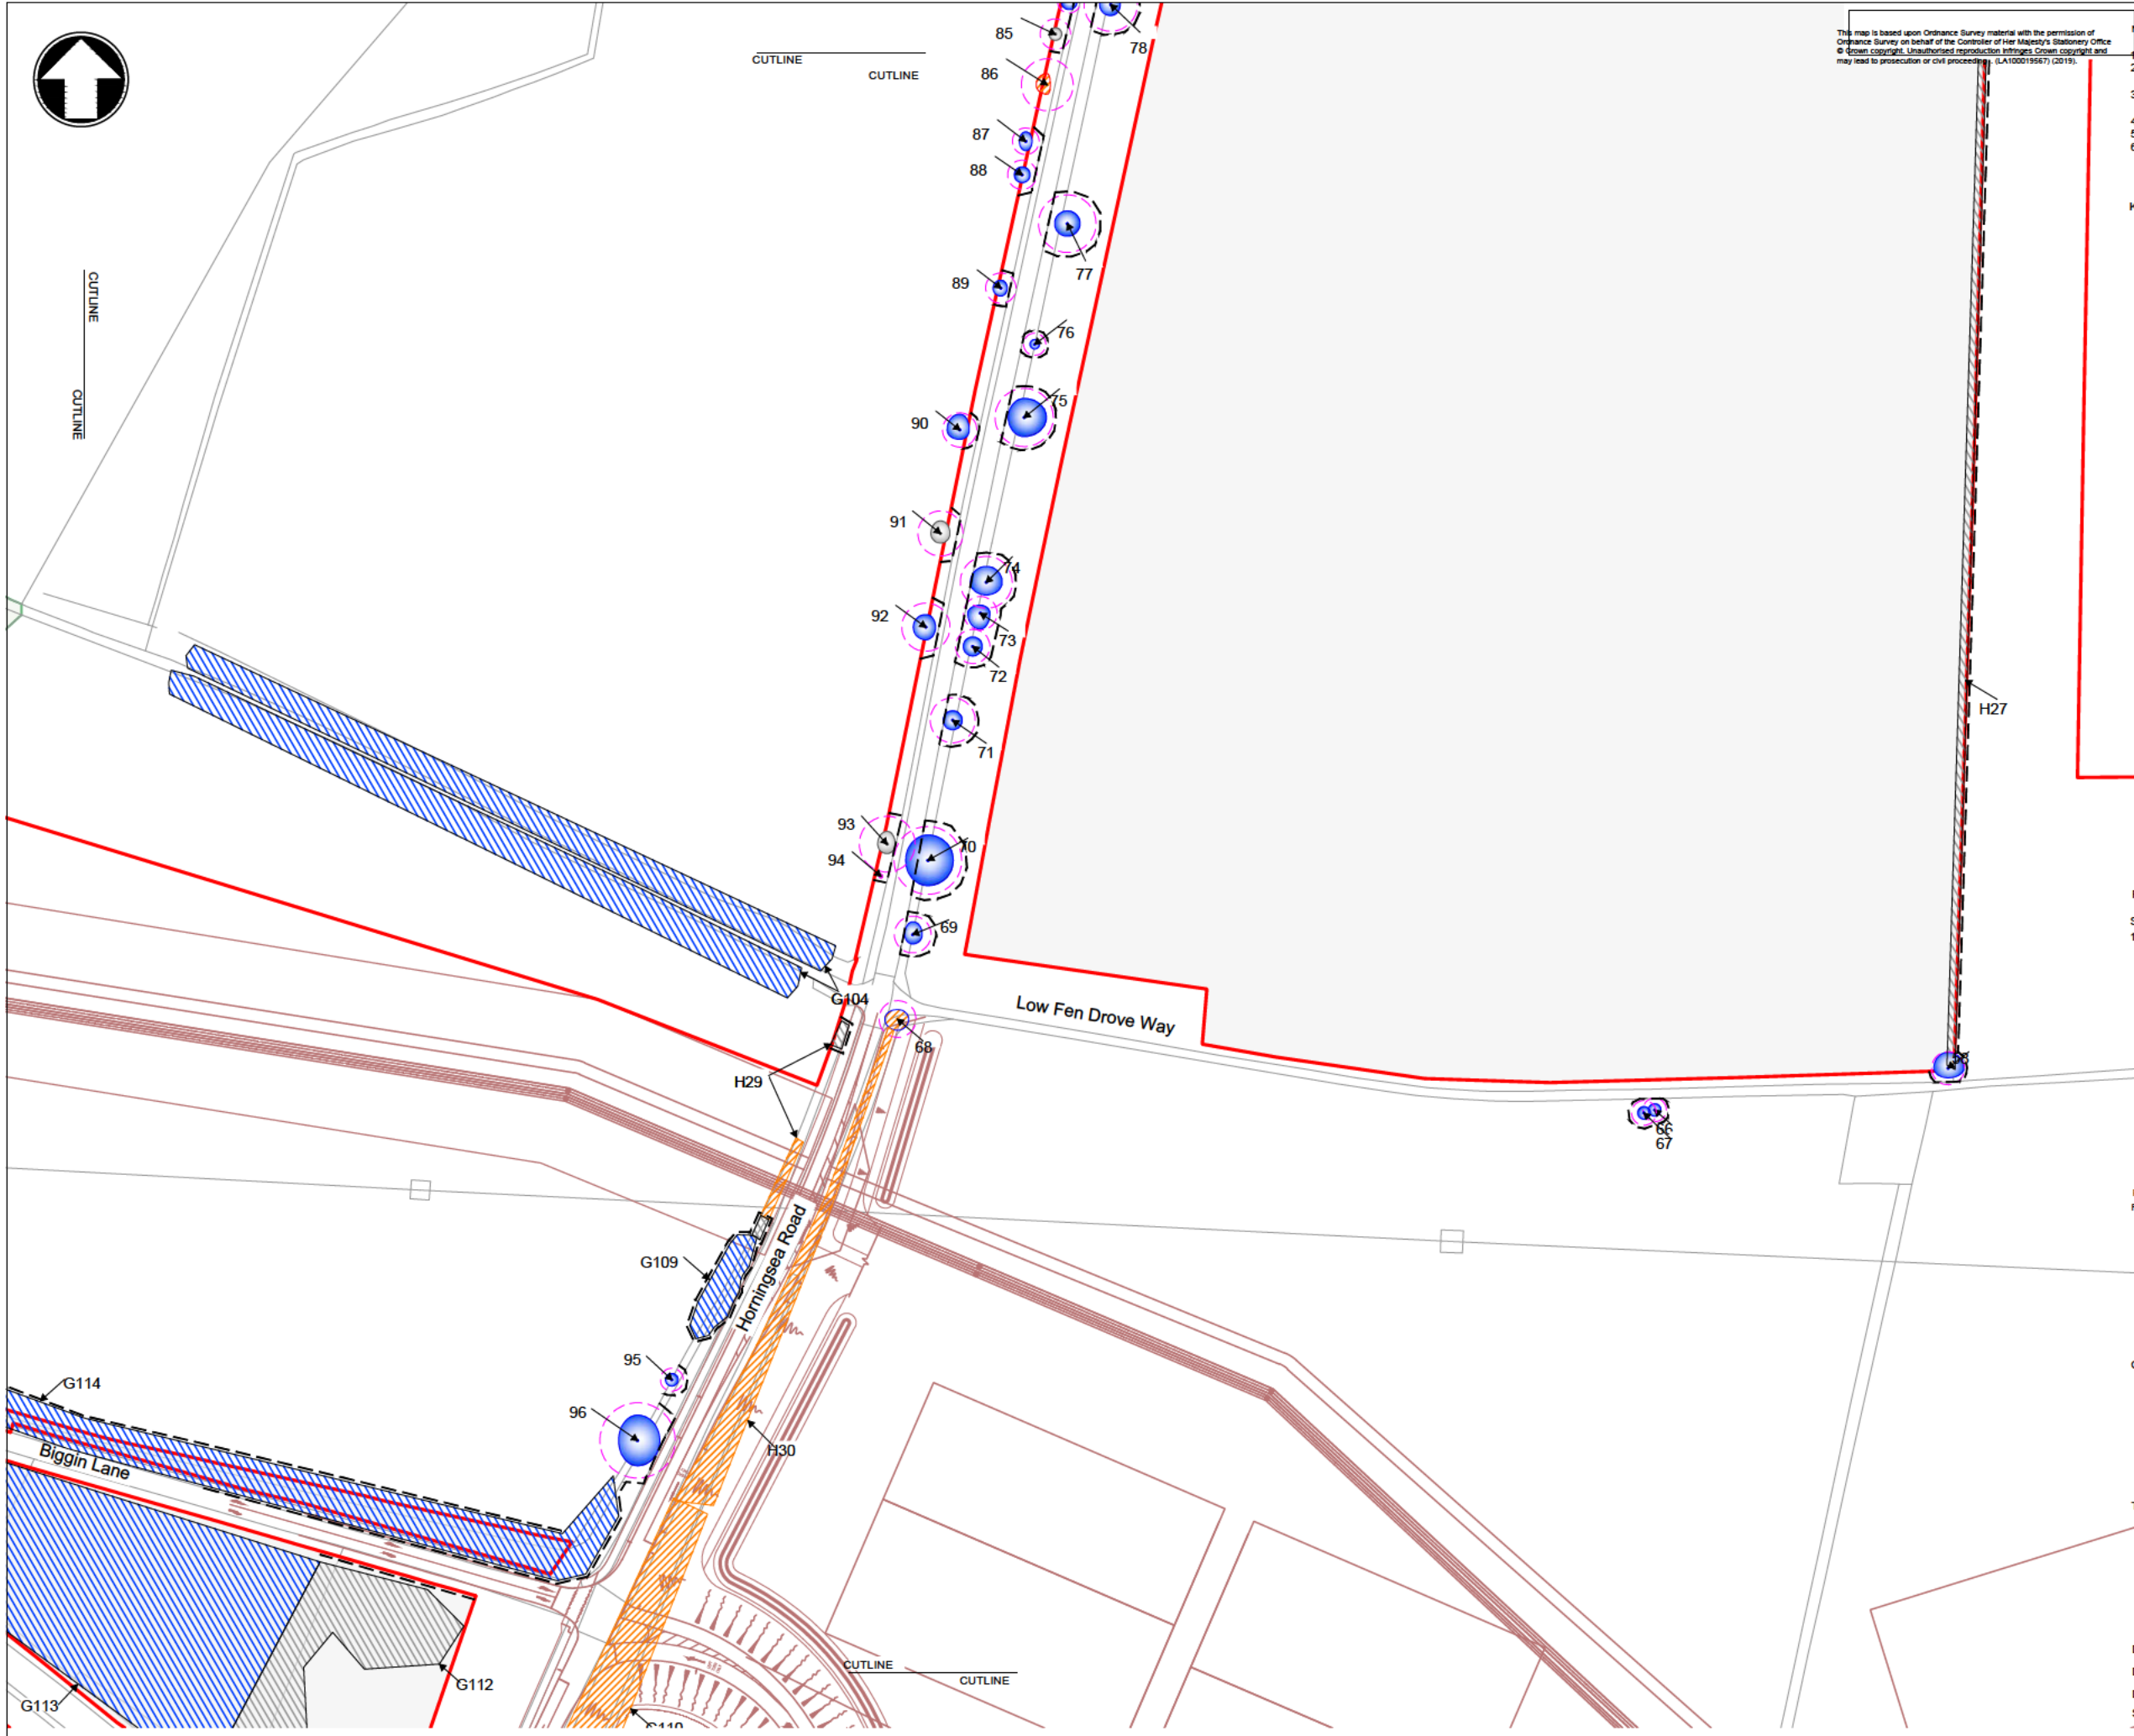 This map is based upon Ordnance Survey material with the permission of
Ordnance Survey on behalf of the Controller of Her Majesty's Stationery Office
© Crown copyright. Unauthorised reproduction infringes Crown copyright and
may lead to prosecution or civil proceedings. (LA100019567) (2019).
CUTLINE
CUTLINE
85
78
86
87
88
77
CUTLINE
CUTLINE
89
76
75
90
91
74
92
73
72
H27
71
93
70
94
69
G104
Low Fen Drove Way
68
H29
66
67
G109
Horningsea Road
95
G114
96
H30
Biggin Lane
CUTLINE
CUTLINE
G112
G113